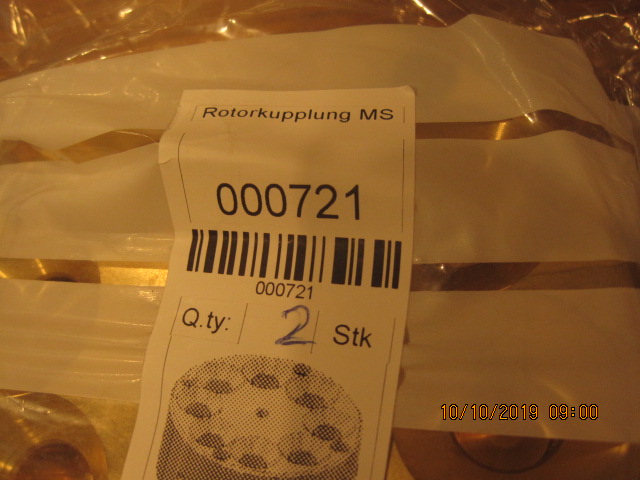 Rotorkupplung MS
000721
000721
Q.ty: 2 Stk
10/10/2019 09:00